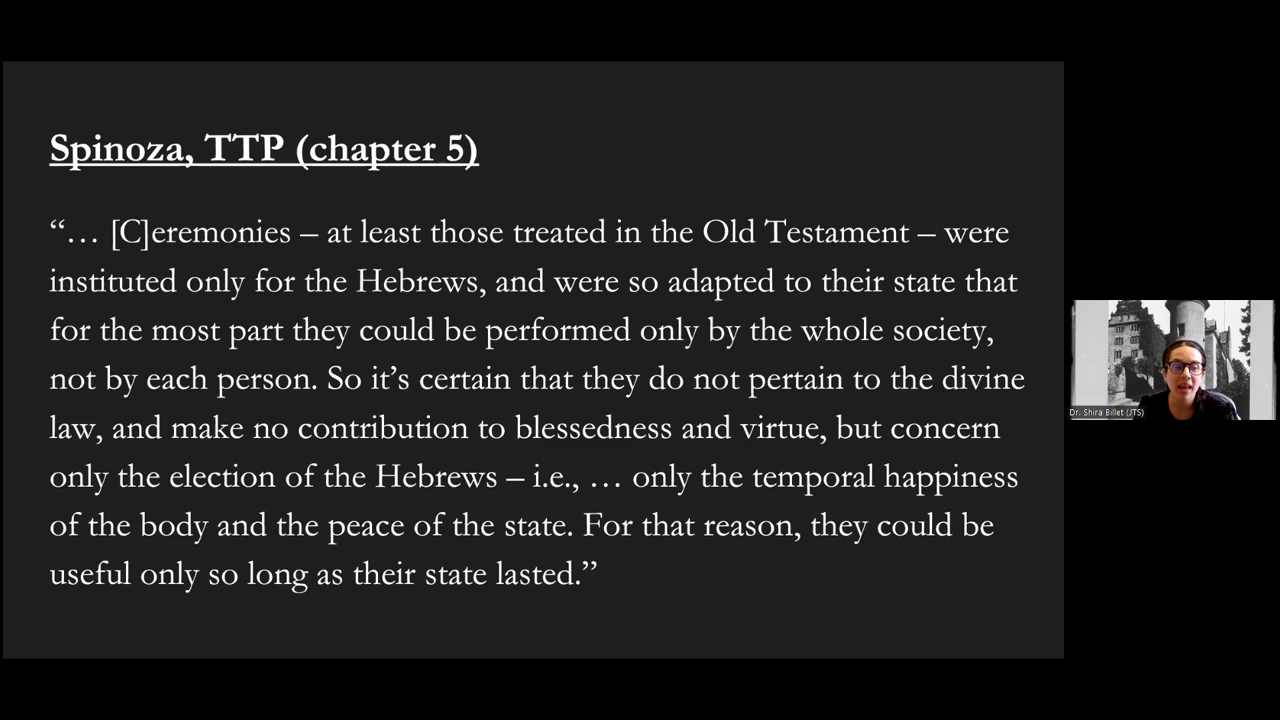 Spinoza, TTP (chapter 5)
“… [C]eremonies – at least those treated in the Old Testament – were
instituted only for the Hebrews, and were so adapted to their state that
for the most part they could be performed only by the whole society,
not by each person. So it’s certain that they do not pertain to the divine
law, and make no contribution to blessedness and virtue, but concern
only the election of the Hebrews – i.e., … only the temporal happiness
of the body and the peace of the state. For that reason, they could be
useful only so long as their state lasted.”
Dr. Shira Billet (JTS)